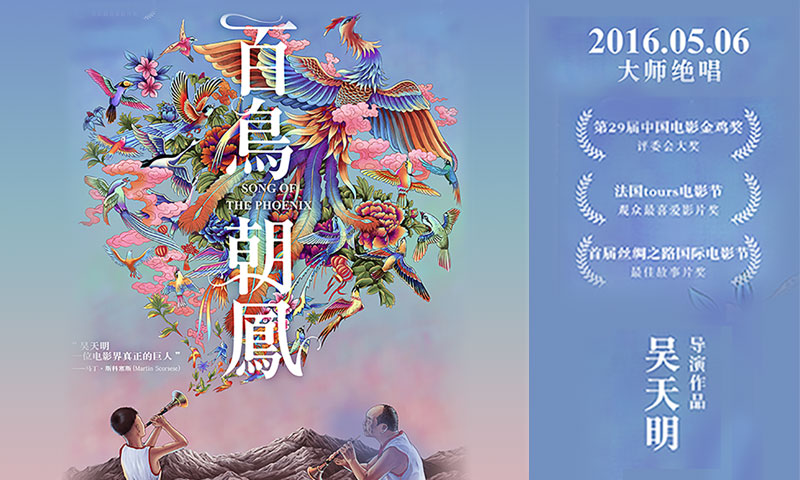 百鳥朝鳳
SONG OF
THE PHOENIX
“吴天明
一位电影界真正的巨人”
——马丁·斯科塞斯(Martin Scorsese)
2016.05.06
大师绝唱
第29届中国电影金鸡奖
评委会大奖
法国tours电影节
观众最喜爱影片奖
首届丝绸之路国际电影节
最佳故事片奖
导演作品
吴天明